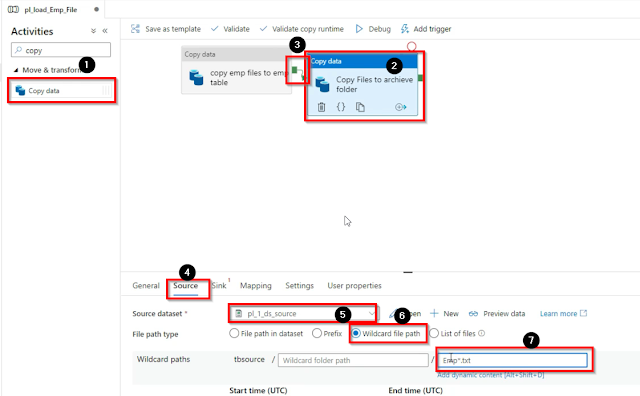 pl_load_Emp_File
Activities
Save as template
Validate
Validate copy runtime
Debug
Add trigger
copy
1
Move & transform
Copy data
Copy data
copy emp files to emp
table
3
Copy data
2
Copy Files to archieve
folder
4
General
Source
Sink
1
Mapping
Settings
User properties
Source dataset *
pl_1_ds_source
5
New
Preview data
Learn more
6
File path type
File path in dataset
Prefix
Wildcard file path
List of files
7
Wildcard paths
tbsource
/
Wildcard folder path
/
Emp*.txt
Add dynamic content [Alt+Shift+D]
Start time (UTC)
End time (UTC)